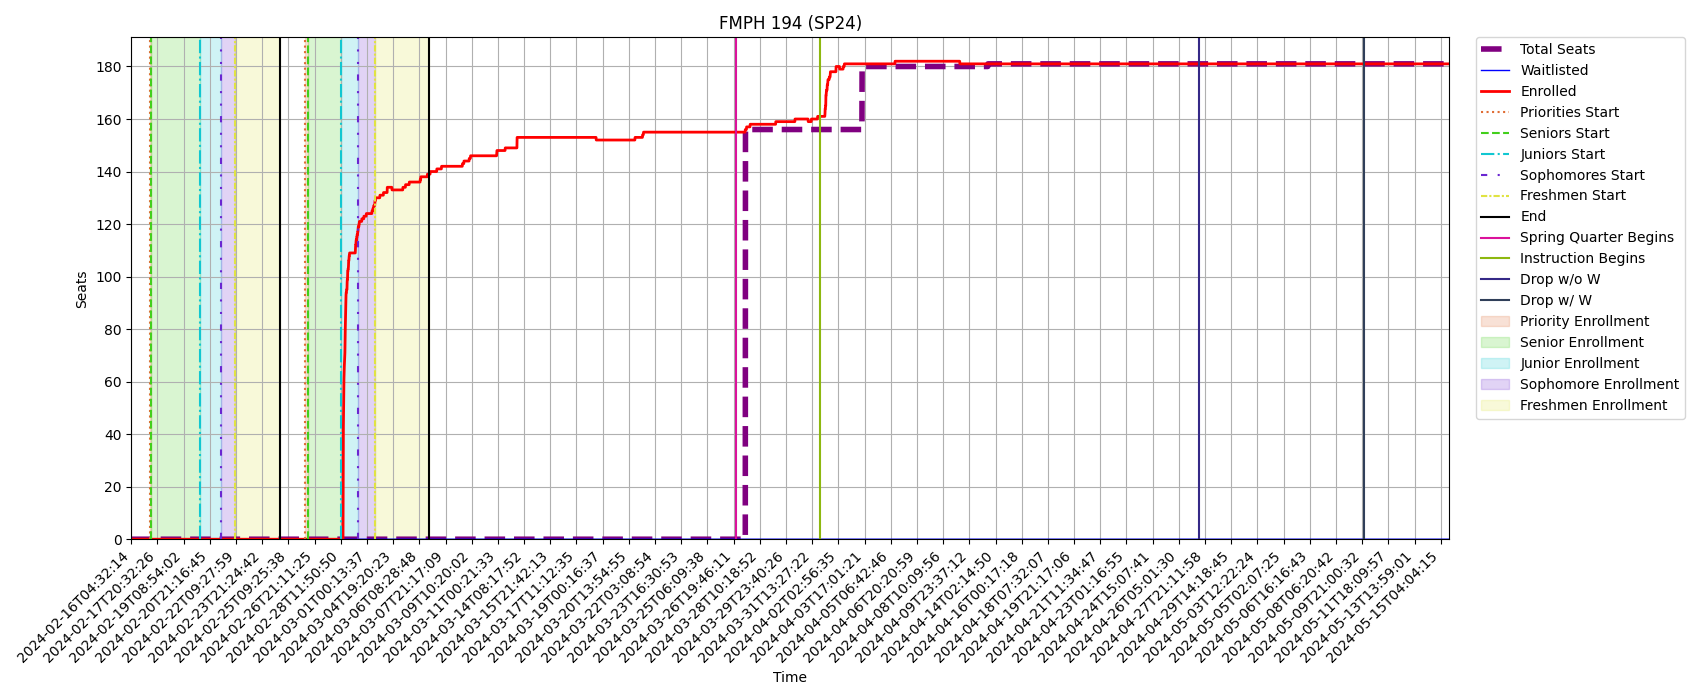 FMPH 194 (SP24)
Seats
180
160
140
120
100
80
60
40
20
0
2024-02-16T04:32:14
2024-02-17T20:32:26
2024-02-19T08:54:02
2024-02-20T21:16:45
2024-02-22T09:27:59
2024-02-23T21:24:42
2024-02-25T09:25:38
2024-02-26T21:11:25
2024-02-28T11:50:50
2024-03-01T00:13:37
2024-03-04T19:20:23
2024-03-06T08:28:48
2024-03-07T21:17:09
2024-03-09T10:20:02
2024-03-11T00:21:33
2024-03-14T08:17:52
2024-03-15T21:42:13
2024-03-17T11:12:35
2024-03-19T00:16:37
2024-03-20T13:54:55
2024-03-22T03:08:54
2024-03-23T16:30:53
2024-03-25T06:09:38
2024-03-26T19:46:11
2024-03-28T10:18:52
2024-03-29T23:40:26
2024-03-31T13:27:22
2024-04-02T02:56:35
2024-04-03T17:01:21
2024-04-05T06:42:46
2024-04-06T20:20:59
2024-04-08T10:09:56
2024-04-09T23:37:12
2024-04-14T02:14:50
2024-04-16T00:17:18
2024-04-18T07:32:07
2024-04-19T21:17:06
2024-04-21T11:34:47
2024-04-23T01:16:55
2024-04-24T15:07:41
2024-04-26T05:01:30
2024-04-27T21:11:58
2024-04-29T14:18:45
2024-05-03T12:22:24
2024-05-05T02:07:25
2024-05-06T16:16:43
2024-05-08T06:20:42
2024-05-09T21:00:32
2024-05-11T18:09:57
2024-05-13T13:59:01
2024-05-15T04:04:15
Time
Total Seats
Waitlisted
Enrolled
Priorities Start
Seniors Start
Juniors Start
Sophomores Start
Freshmen Start
End
Spring Quarter Begins
Instruction Begins
Drop w/o W
Drop w/ W
Priority Enrollment
Senior Enrollment
Junior Enrollment
Sophomore Enrollment
Freshmen Enrollment